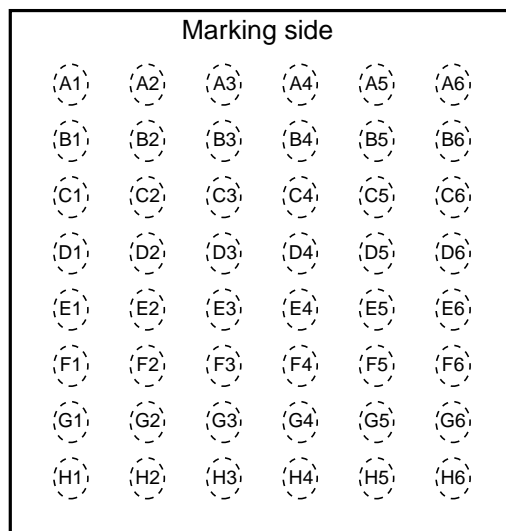 Marking side
A1 A2 A3 A4 A5 A6
B1 B2 B3 B4 B5 B6
C1 C2 C3 C4 C5 C6
D1 D2 D3 D4 D5 D6
E1 E2 E3 E4 E5 E6
F1 F2 F3 F4 F5 F6
G1 G2 G3 G4 G5 G6
H1 H2 H3 H4 H5 H6